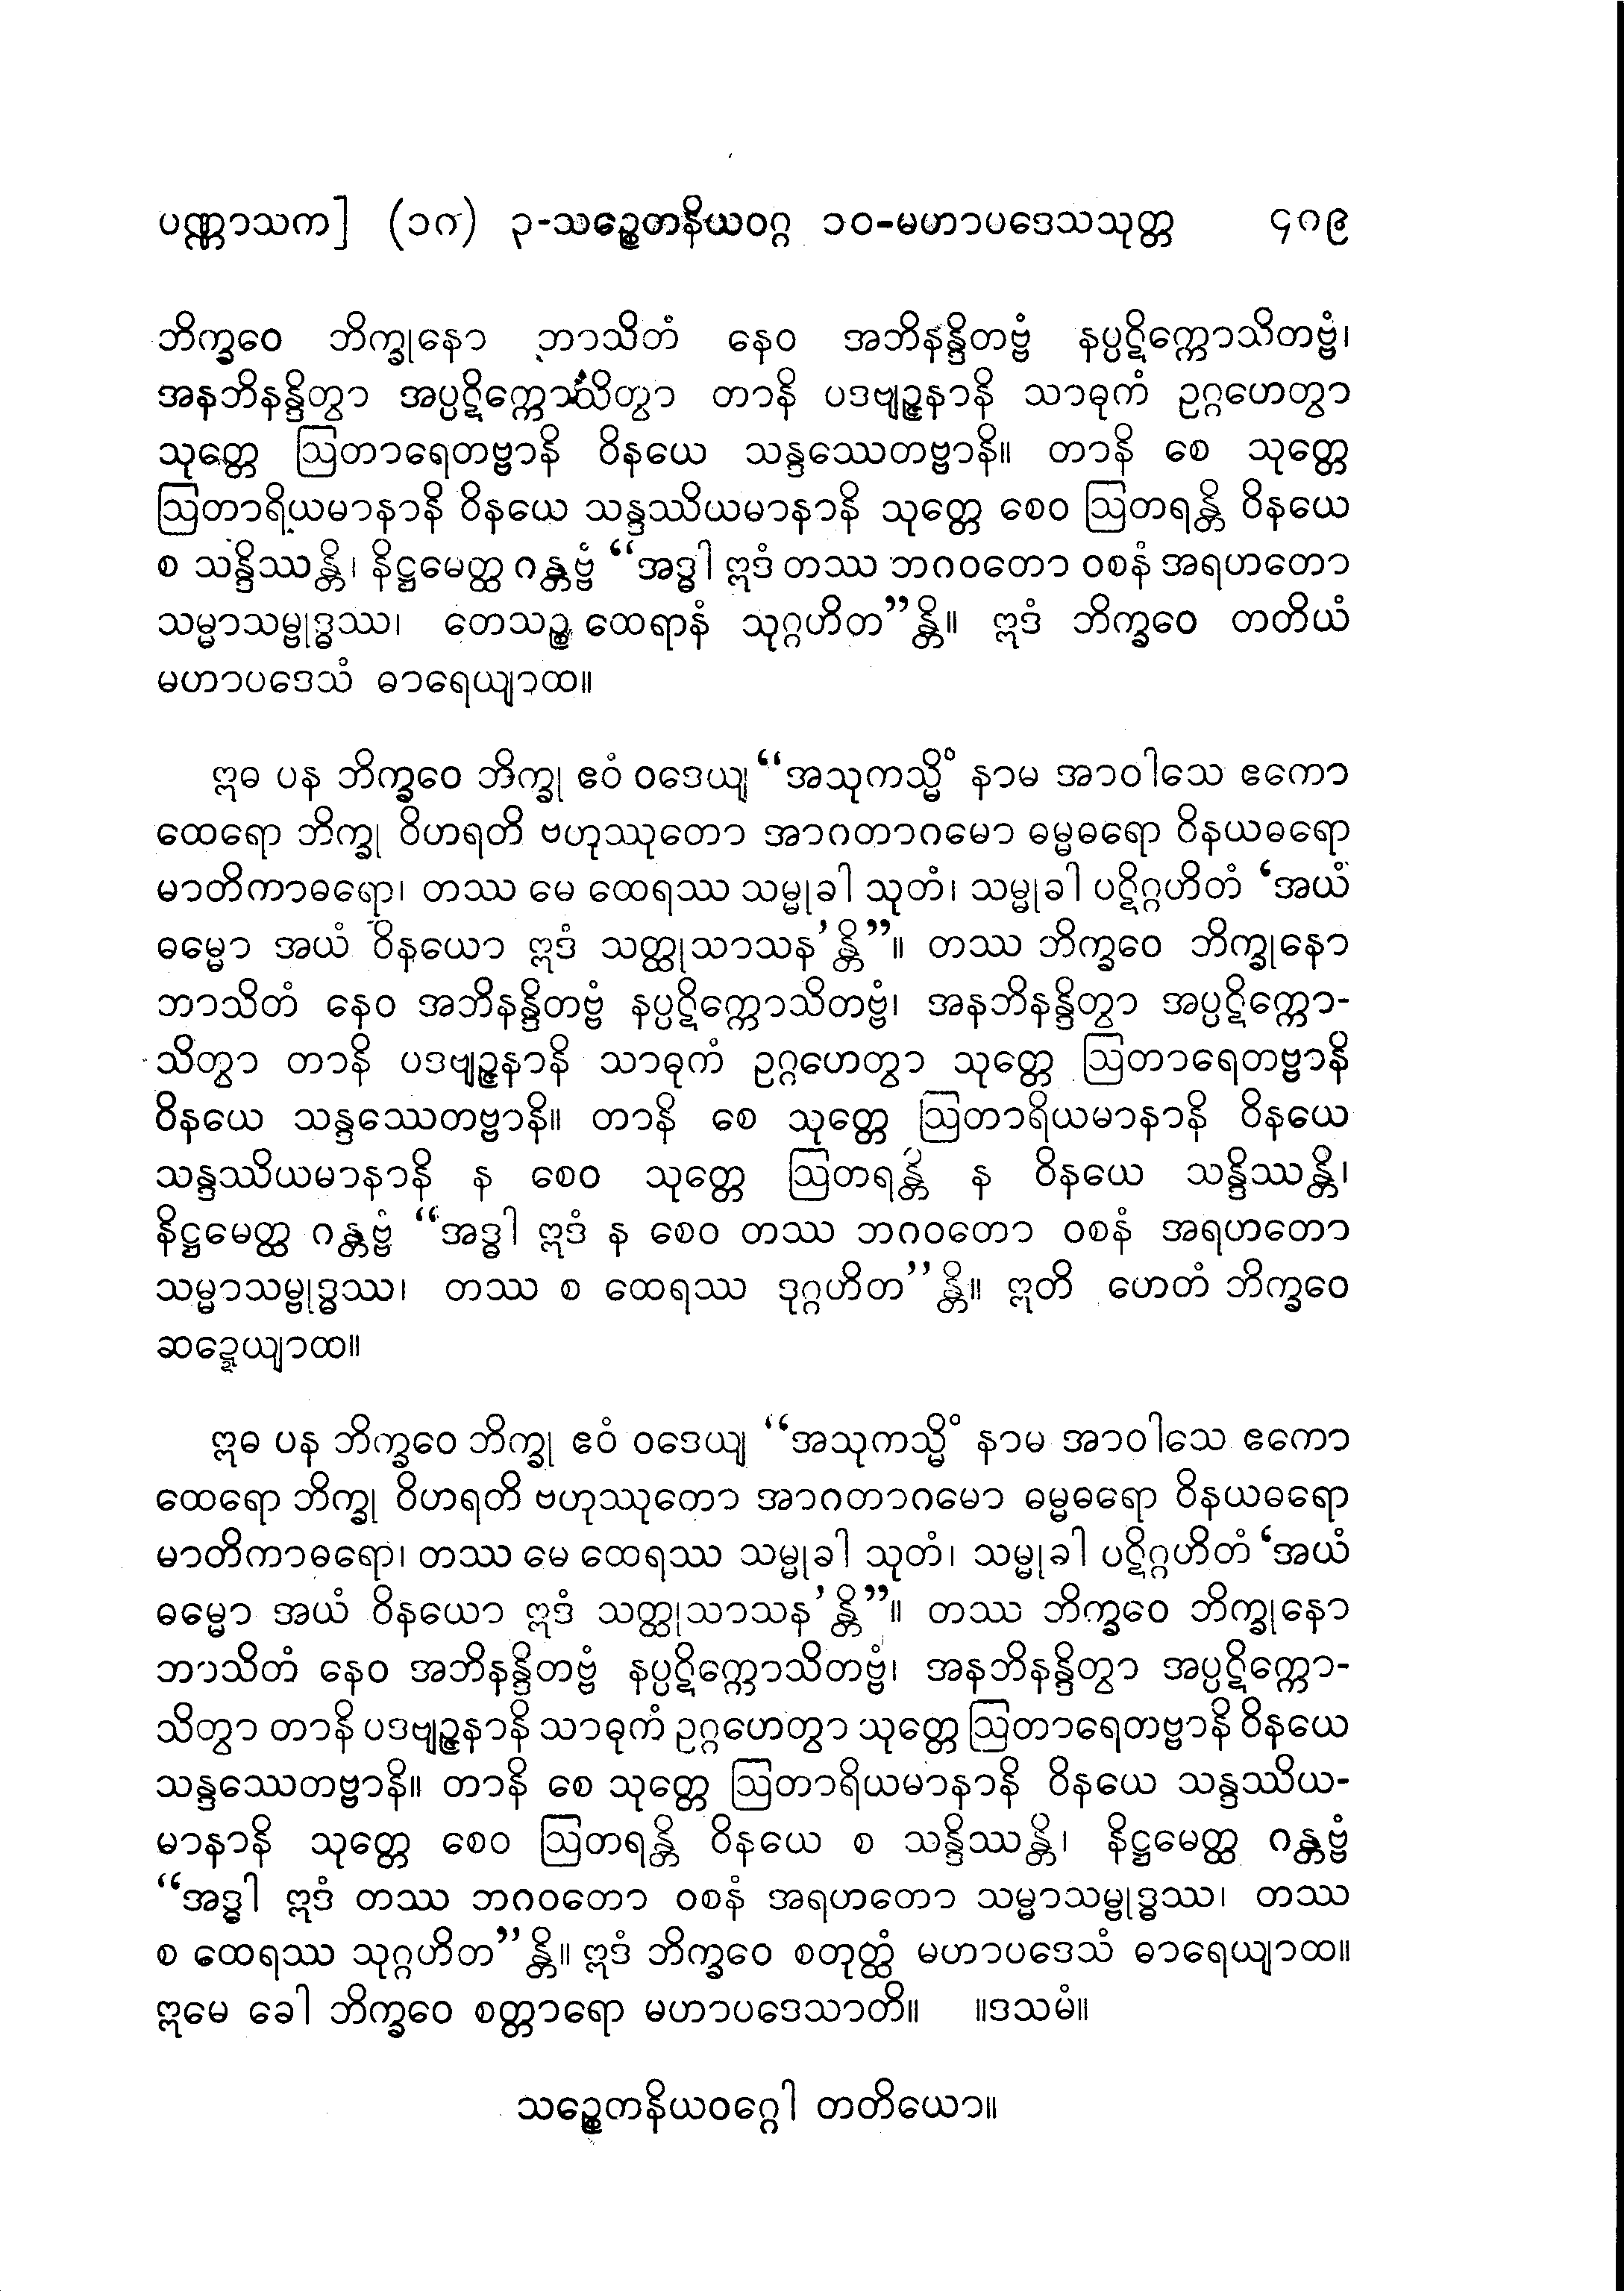 ပဏ္ဏာသက] (၁၈) ၃-သဉ္စေတနိယဝဂ္ဂ ၁၀-မဟာပဒေသသုတ္တ ၄၈၉
ဘိက္ခဝေ ဘိက္ခုနော ဘာသိတံ နေဝ အဘိနန္ဒိတဗ္ဗံ နပ္ပဋိက္ကောသိတဗ္ဗံ၊
အနဘိနန္ဒိတွာ အပ္ပဋိက္ကောသိတွာ တာနိ ပဒဗျဉ္ဇနာနိ သာဓုကံ ဥဂ္ဂဟေတွာ
သုတ္တေ ဩတာရေတဗ္ဗာနိ ဝိနယေ သန္ဒဿေတဗ္ဗာနိ။ တာနိ စေ သုတ္တေ
ဩတာရိယမာနာနိ ဝိနယေ သန္ဒဿိယမာနာနိ သုတ္တေ စေဝ ဩတရန္တိ ဝိနယေ
စ သန္ဒိဿန္တိ၊ နိဋ္ဌမေတ္ထ ဂန္တဗ္ဗံ “အဒ္ဓါ ဣဒံ တဿ ဘဂဝတော ဝစနံ အရဟတော
သမ္မာသမ္ဗုဒ္ဓဿ၊ တေသဉ္စ ထေရာနံ သုဂ္ဂဟိတ”န္တိ။ ဣဒံ ဘိက္ခဝေ တတိယံ
မဟာပဒေသံ ဓာရေယျာထ။
ဣဓ ပန ဘိက္ခဝေ ဘိက္ခု ဧဝံ ဝဒေယျ “အသုကသ္မိံ နာမ အာဝါသေ ဧကော
ထေရော ဘိက္ခု ဝိဟရတိ ဗဟုဿုတော အာဂတာဂမော ဓမ္မဓရော ဝိနယဓရော
မာတိကာဓရော၊ တဿ မေ ထေရဿ သမ္မုခါ သုတံ၊ သမ္မုခါ ပဋိဂ္ဂဟိတံ ‘အယံ
ဓမ္မော အယံ ဝိနယော ဣဒံ သတ္ထုသာသန’န္တိ”။ တဿ ဘိက္ခဝေ ဘိက္ခုနော
ဘာသိတံ နေဝ အဘိနန္ဒိတဗ္ဗံ နပ္ပဋိက္ကောသိတဗ္ဗံ၊ အနဘိနန္ဒိတွာ အပ္ပဋိက္ကော-
သိတွာ တာနိ ပဒဗျဉ္ဇနာနိ သာဓုကံ ဥဂ္ဂဟေတွာ သုတ္တေ ဩတာရေတဗ္ဗာနိ
ဝိနယေ သန္ဒဿေတဗ္ဗာနိ။ တာနိ စေ သုတ္တေ ဩတာရိယမာနာနိ ဝိနယေ
သန္ဒဿိယမာနာနိ န စေဝ သုတ္တေ ဩတရန္တိ န ဝိနယေ သန္ဒိဿန္တိ၊
နိဋ္ဌမေတ္ထ ဂန္တဗ္ဗံ “အဒ္ဓါ ဣဒံ န စေဝ တဿ ဘဂဝတော ဝစနံ အရဟတော
သမ္မာသမ္ဗုဒ္ဓဿ၊ တဿ စ ထေရဿ ဒုဂ္ဂဟိတ”န္တိ။ ဣတိ ဟေတံ ဘိက္ခဝေ
ဆဍ္ဍေယျာထ။
ဣဓ ပန ဘိက္ခဝေ ဘိက္ခု ဧဝံ ဝဒေယျ “အသုကသ္မိံ နာမ အာဝါသေ ဧကော
ထေရော ဘိက္ခု ဝိဟရတိ ဗဟုဿုတော အာဂတာဂမော ဓမ္မဓရော ဝိနယဓရော
မာတိကာဓရော၊ တဿ မေ ထေရဿ သမ္မုခါ သုတံ၊ သမ္မုခါ ပဋိဂ္ဂဟိတံ ‘အယံ
ဓမ္မော အယံ ဝိနယော ဣဒံ သတ္ထုသာသန’န္တိ”။ တဿ ဘိက္ခဝေ ဘိက္ခုနော
ဘာသိတံ နေဝ အဘိနန္ဒိတဗ္ဗံ နပ္ပဋိက္ကောသိတဗ္ဗံ၊ အနဘိနန္ဒိတွာ အပ္ပဋိက္ကော-
သိတွာ တာနိ ပဒဗျဉ္ဇနာနိ သာဓုကံ ဥဂ္ဂဟေတွာ သုတ္တေ ဩတာရေတဗ္ဗာနိ ဝိနယေ
သန္ဒဿေတဗ္ဗာနိ။ တာနိ စေ သုတ္တေ ဩတာရိယမာနာနိ ဝိနယေ သန္ဒဿိယ-
မာနာနိ သုတ္တေ စေဝ ဩတရန္တိ ဝိနယေ စ သန္ဒိဿန္တိ၊ နိဋ္ဌမေတ္ထ ဂန္တဗ္ဗံ
“အဒ္ဓါ ဣဒံ တဿ ဘဂဝတော ဝစနံ အရဟတော သမ္မာသမ္ဗုဒ္ဓဿ၊ တဿ
စ ထေရဿ သုဂ္ဂဟိတ”န္တိ။ ဣဒံ ဘိက္ခဝေ စတုတ္ထံ မဟာပဒေသံ ဓာရေယျာထ။
ဣမေ ခေါ ဘိက္ခဝေ စတ္တာရော မဟာပဒေသာတိ။ ။ဒသမံ။
သဉ္စေတနိယဝဂ္ဂေါ တတိယော။